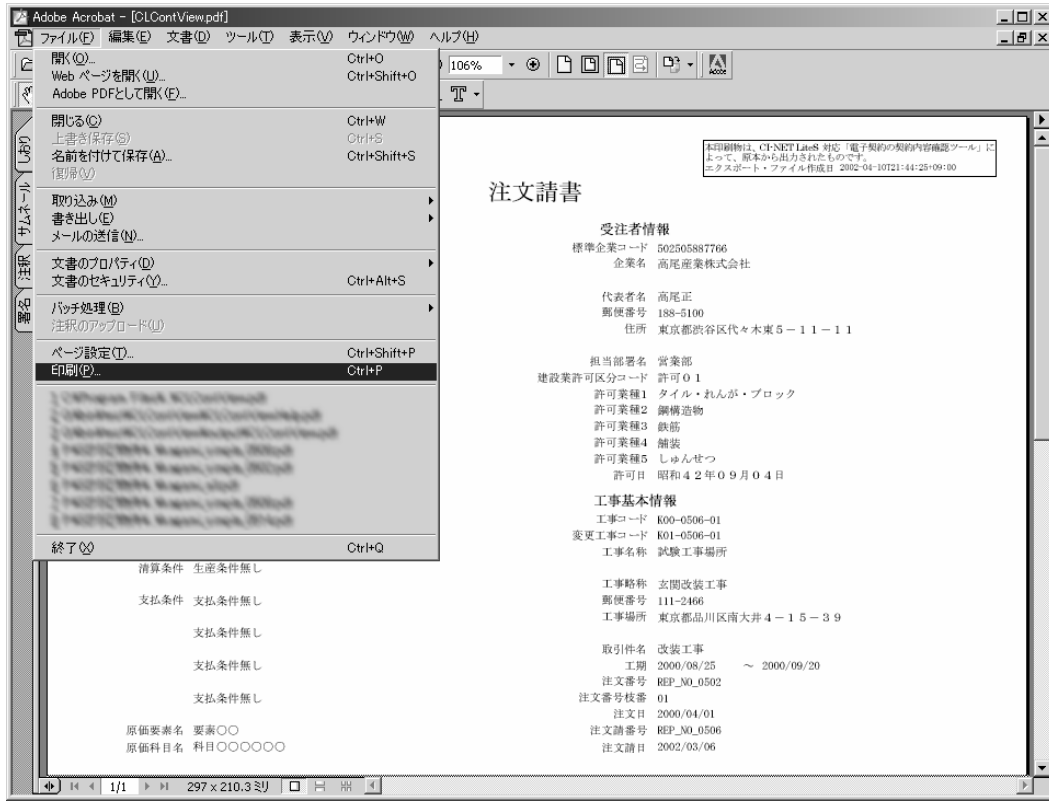 Adobe Acrobat - [CLContView.pdf]
ファイル(F) 編集(E) 文書(D) ツール(T) 表示(V) ウィンドウ(W) ヘルプ(H)
106%
開く(O)... Ctrl+O
Web ページを開く(U)... Ctrl+Shift+O
Adobe PDFとして開く(F)...
閉じる(C) Ctrl+W
上書き保存(S) Ctrl+S
名前を付けて保存(A)... Ctrl+Shift+S
復帰(V)
取り込み(M)
書き出し(E)
メールの送信(N)...
文書のプロパティ(D)
文書のセキュリティ(Y)... Ctrl+Alt+S
バッチ処理(B)
注釈のアップロード(U)
ページ設定(T)... Ctrl+Shift+P
印刷(P)... Ctrl+P
終了(X) Ctrl+Q
しおり
サムネール
注釈
署名
本印刷物は、CI-NET LiteS 対応「電子契約の契約内容確認ツール」に
よって、原本から出力されたものです。
エクスポート・ファイル作成日 2002-04-10T21:44:25+09:00
注文請書
受注者情報
標準企業コード 502505887766
企業名 高尾産業株式会社
代表者名 高尾正
郵便番号 188-5100
住所 東京都渋谷区代々木東５－１１－１１
担当部署名 営業部
建設業許可区分コード 許可０１
許可業種1 タイル・れんが・ブロック
許可業種2 鋼構造物
許可業種3 鉄筋
許可業種4 舗装
許可業種5 しゅんせつ
許可日 昭和４２年０９月０４日
工事基本情報
工事コード K00-0506-01
変更工事コード K01-0506-01
工事名称 試験工事場所
工事略称 玄関改装工事
郵便番号 111-2466
工事場所 東京都品川区南大井４－１５－３９
取引件名 改装工事
工期 2000/08/25 ～ 2000/09/20
注文番号 REP_NO_0502
注文番号枝番 01
注文日 2000/04/01
注文請番号 REP_NO_0506
注文請日 2002/03/06
清算条件 生産条件無し
支払条件 支払条件無し
支払条件無し
支払条件無し
支払条件無し
原価要素名 要素〇〇
原価科目名 科目〇〇〇〇〇〇
1/1 297 x 210.3 ミリ